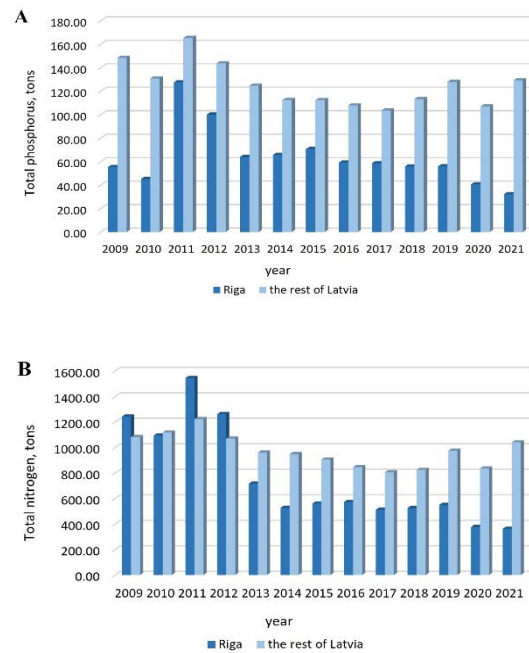 A
Total phosphorus, tons
180.00
160.00
140.00
120.00
100.00
80.00
60.00
40.00
20.00
0.00
2009 2010 2011 2012 2013 2014 2015 2016 2017 2018 2019 2020 2021
year
Riga the rest of Latvia
B
Total nitrogen, tons
1600.00
1400.00
1200.00
1000.00
800.00
600.00
400.00
200.00
0.00
2009 2010 2011 2012 2013 2014 2015 2016 2017 2018 2019 2020 2021
year
Riga the rest of Latvia